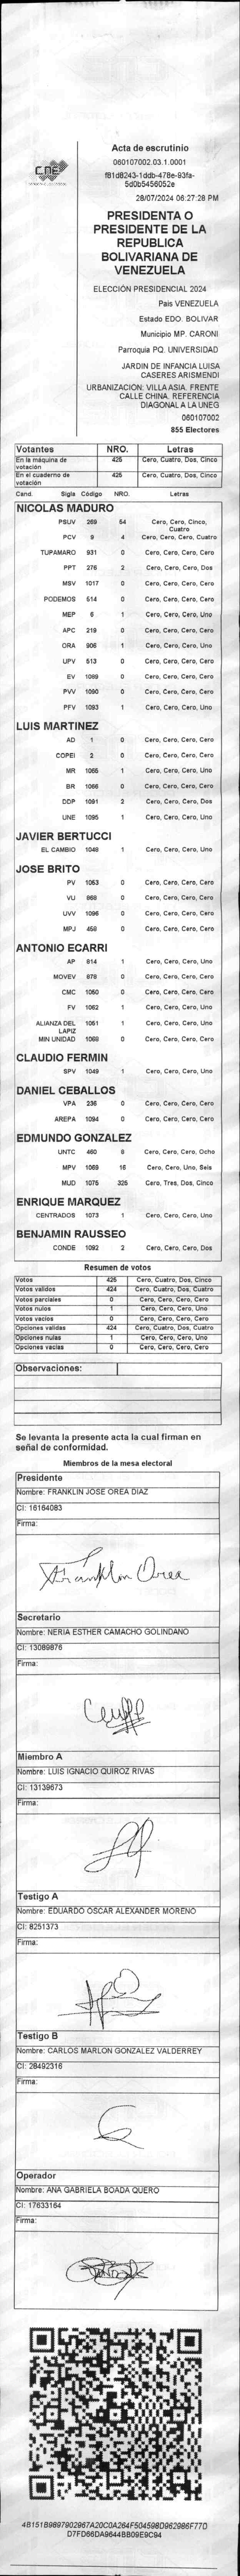 CNE
Acta de escrutinio
060107002.03.1.0001
f81d8243-1ddb-478e-93fa-
5d0b5456052e
28/07/2024 06:27:28 PM
PRESIDENTA O
PRESIDENTE DE LA
REPUBLICA
BOLIVARIANA DE
VENEZUELA
ELECCIÓN PRESIDENCIAL 2024
Pais VENEZUELA
Estado EDO. BOLIVAR
Municipio MP. CARONI
Parroquia PQ. UNIVERSIDAD
JARDIN DE INFANCIA LUISA
CASERES ARISMENDI
URBANIZACION: VILLA ASIA. FRENTE
CALLE CHINA. REFERENCIA
DIAGONAL A LA UNEG
060107002
855 Electores
Votantes NRO. Letras
En la máquina de votación 425 Cero, Cuatro, Dos, Cinco
En el cuaderno de votación 425 Cero, Cuatro, Dos, Cinco
Cand. Sigla Código NRO. Letras
NICOLAS MADURO
PSUV 269 54 Cero, Cero, Cinco, Cuatro
PCV 9 4 Cero, Cero, Cero, Cuatro
TUPAMARO 931 0 Cero, Cero, Cero, Cero
PPT 276 2 Cero, Cero, Cero, Dos
MSV 1017 0 Cero, Cero, Cero, Cero
PODEMOS 514 0 Cero, Cero, Cero, Cero
MEP 6 1 Cero, Cero, Cero, Uno
APC 219 0 Cero, Cero, Cero, Cero
ORA 906 1 Cero, Cero, Cero, Uno
UPV 513 0 Cero, Cero, Cero, Cero
EV 1089 0 Cero, Cero, Cero, Cero
PVV 1090 0 Cero, Cero, Cero, Cero
PFV 1093 1 Cero, Cero, Cero, Uno
LUIS MARTINEZ
AD 1 0 Cero, Cero, Cero, Cero
COPEI 2 0 Cero, Cero, Cero, Cero
MR 1065 1 Cero, Cero, Cero, Uno
BR 1066 0 Cero, Cero, Cero, Cero
DDP 1091 2 Cero, Cero, Cero, Dos
UNE 1095 1 Cero, Cero, Cero, Uno
JAVIER BERTUCCI
EL CAMBIO 1048 1 Cero, Cero, Cero, Uno
JOSE BRITO
PV 1053 0 Cero, Cero, Cero, Cero
VU 868 0 Cero, Cero, Cero, Cero
UVV 1096 0 Cero, Cero, Cero, Cero
MPJ 458 0 Cero, Cero, Cero, Cero
ANTONIO ECARRI
AP 814 1 Cero, Cero, Cero, Uno
MOVEV 878 0 Cero, Cero, Cero, Cero
CMC 1050 0 Cero, Cero, Cero, Cero
FV 1062 1 Cero, Cero, Cero, Uno
ALIANZA DEL LAPIZ 1051 1 Cero, Cero, Cero, Uno
MIN UNIDAD 1068 0 Cero, Cero, Cero, Cero
CLAUDIO FERMIN
SPV 1049 1 Cero, Cero, Cero, Uno
DANIEL CEBALLOS
VPA 236 0 Cero, Cero, Cero, Cero
AREPA 1094 0 Cero, Cero, Cero, Cero
EDMUNDO GONZALEZ
UNTC 460 8 Cero, Cero, Cero, Ocho
MPV 1069 16 Cero, Cero, Uno, Seis
MUD 1075 325 Cero, Tres, Dos, Cinco
ENRIQUE MARQUEZ
CENTRADOS 1073 1 Cero, Cero, Cero, Uno
BENJAMIN RAUSSEO
CONDE 1092 2 Cero, Cero, Cero, Dos
Resumen de votos
Votos 425 Cero, Cuatro, Dos, Cinco
Votos validos 424 Cero, Cuatro, Dos, Cuatro
Votos parciales 0 Cero, Cero, Cero, Cero
Votos nulos 1 Cero, Cero, Cero, Uno
Votos vacios 0 Cero, Cero, Cero, Cero
Opciones validas 424 Cero, Cuatro, Dos, Cuatro
Opciones nulas 1 Cero, Cero, Cero, Uno
Opciones vacias 0 Cero, Cero, Cero, Cero
Observaciones:
Se levanta la presente acta la cual firman en
señal de conformidad.
Miembros de la mesa electoral
Presidente
Nombre: FRANKLIN JOSE OREA DIAZ
CI: 16164083
Firma:
Franklin Orea
Secretario
Nombre: NERIA ESTHER CAMACHO GOLINDANO
CI: 13089876
Firma:
Miembro A
Nombre: LUIS IGNACIO QUIROZ RIVAS
CI: 13139673
Firma:
Testigo A
Nombre: EDUARDO OSCAR ALEXANDER MORENO
CI: 8251373
Firma:
Testigo B
Nombre: CARLOS MARLON GONZALEZ VALDERREY
CI: 28492316
Firma:
Operador
Nombre: ANA GABRIELA BOADA QUERO
CI: 17633164
Firma:
4B151B9897902967A20C0A264F504598D962986F77D
D7FD66DA9644BB09E9C94